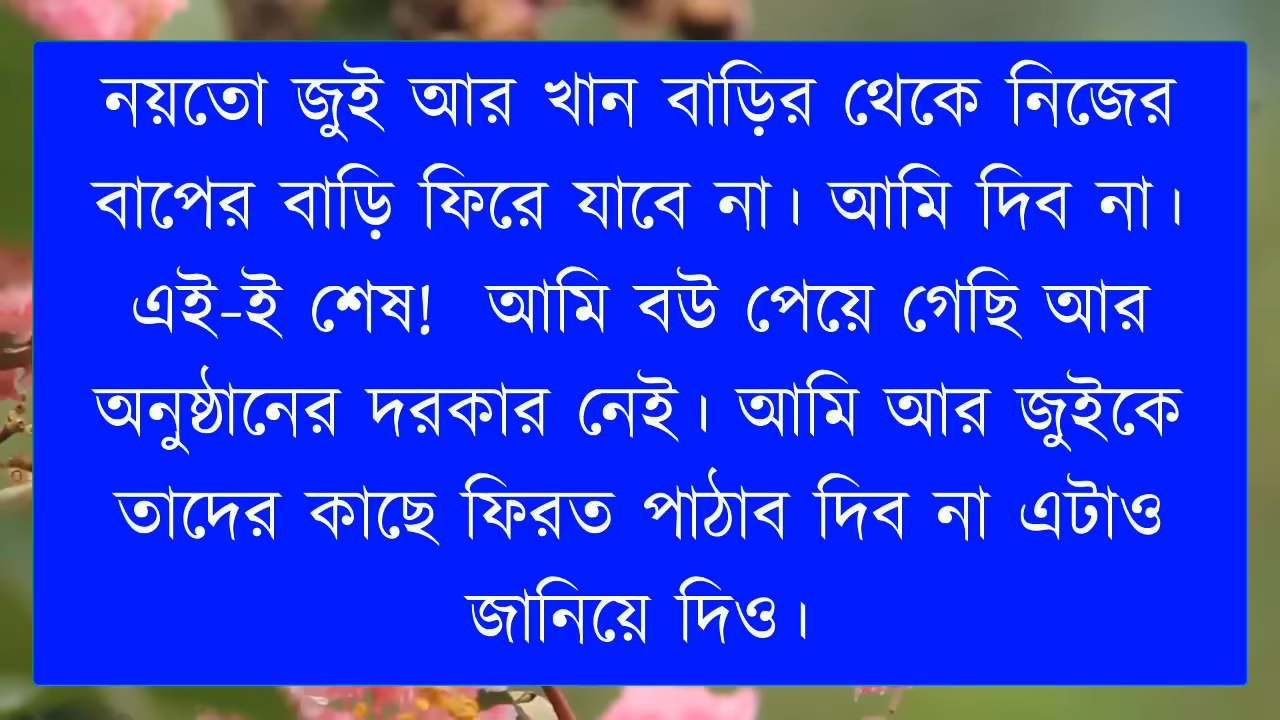 নয়তো জুই আর খান বাড়ির থেকে নিজের
বাপের বাড়ি ফিরে যাবে না। আমি দিব না।
এই-ই শেষ!  আমি বউ পেয়ে গেছি আর
অনুষ্ঠানের দরকার নেই। আমি আর জুইকে
তাদের কাছে ফিরত পাঠাব দিব না এটাও
জানিয়ে দিও।